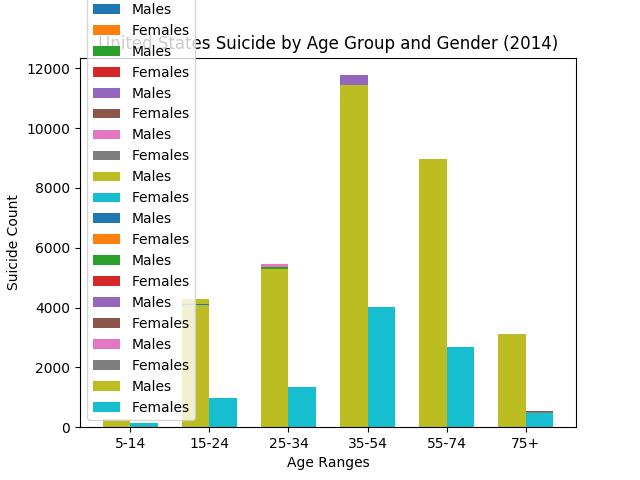 United States Suicide by Age Group and Gender (2014)
Males
Females
Males
Females
Males
Females
Males
Females
Males
Females
Males
Females
Males
Females
Males
Females
Males
Females
Males
Females
12000
10000
8000
6000
4000
2000
0
Suicide Count
5-14 15-24 25-34 35-54 55-74 75+
Age Ranges